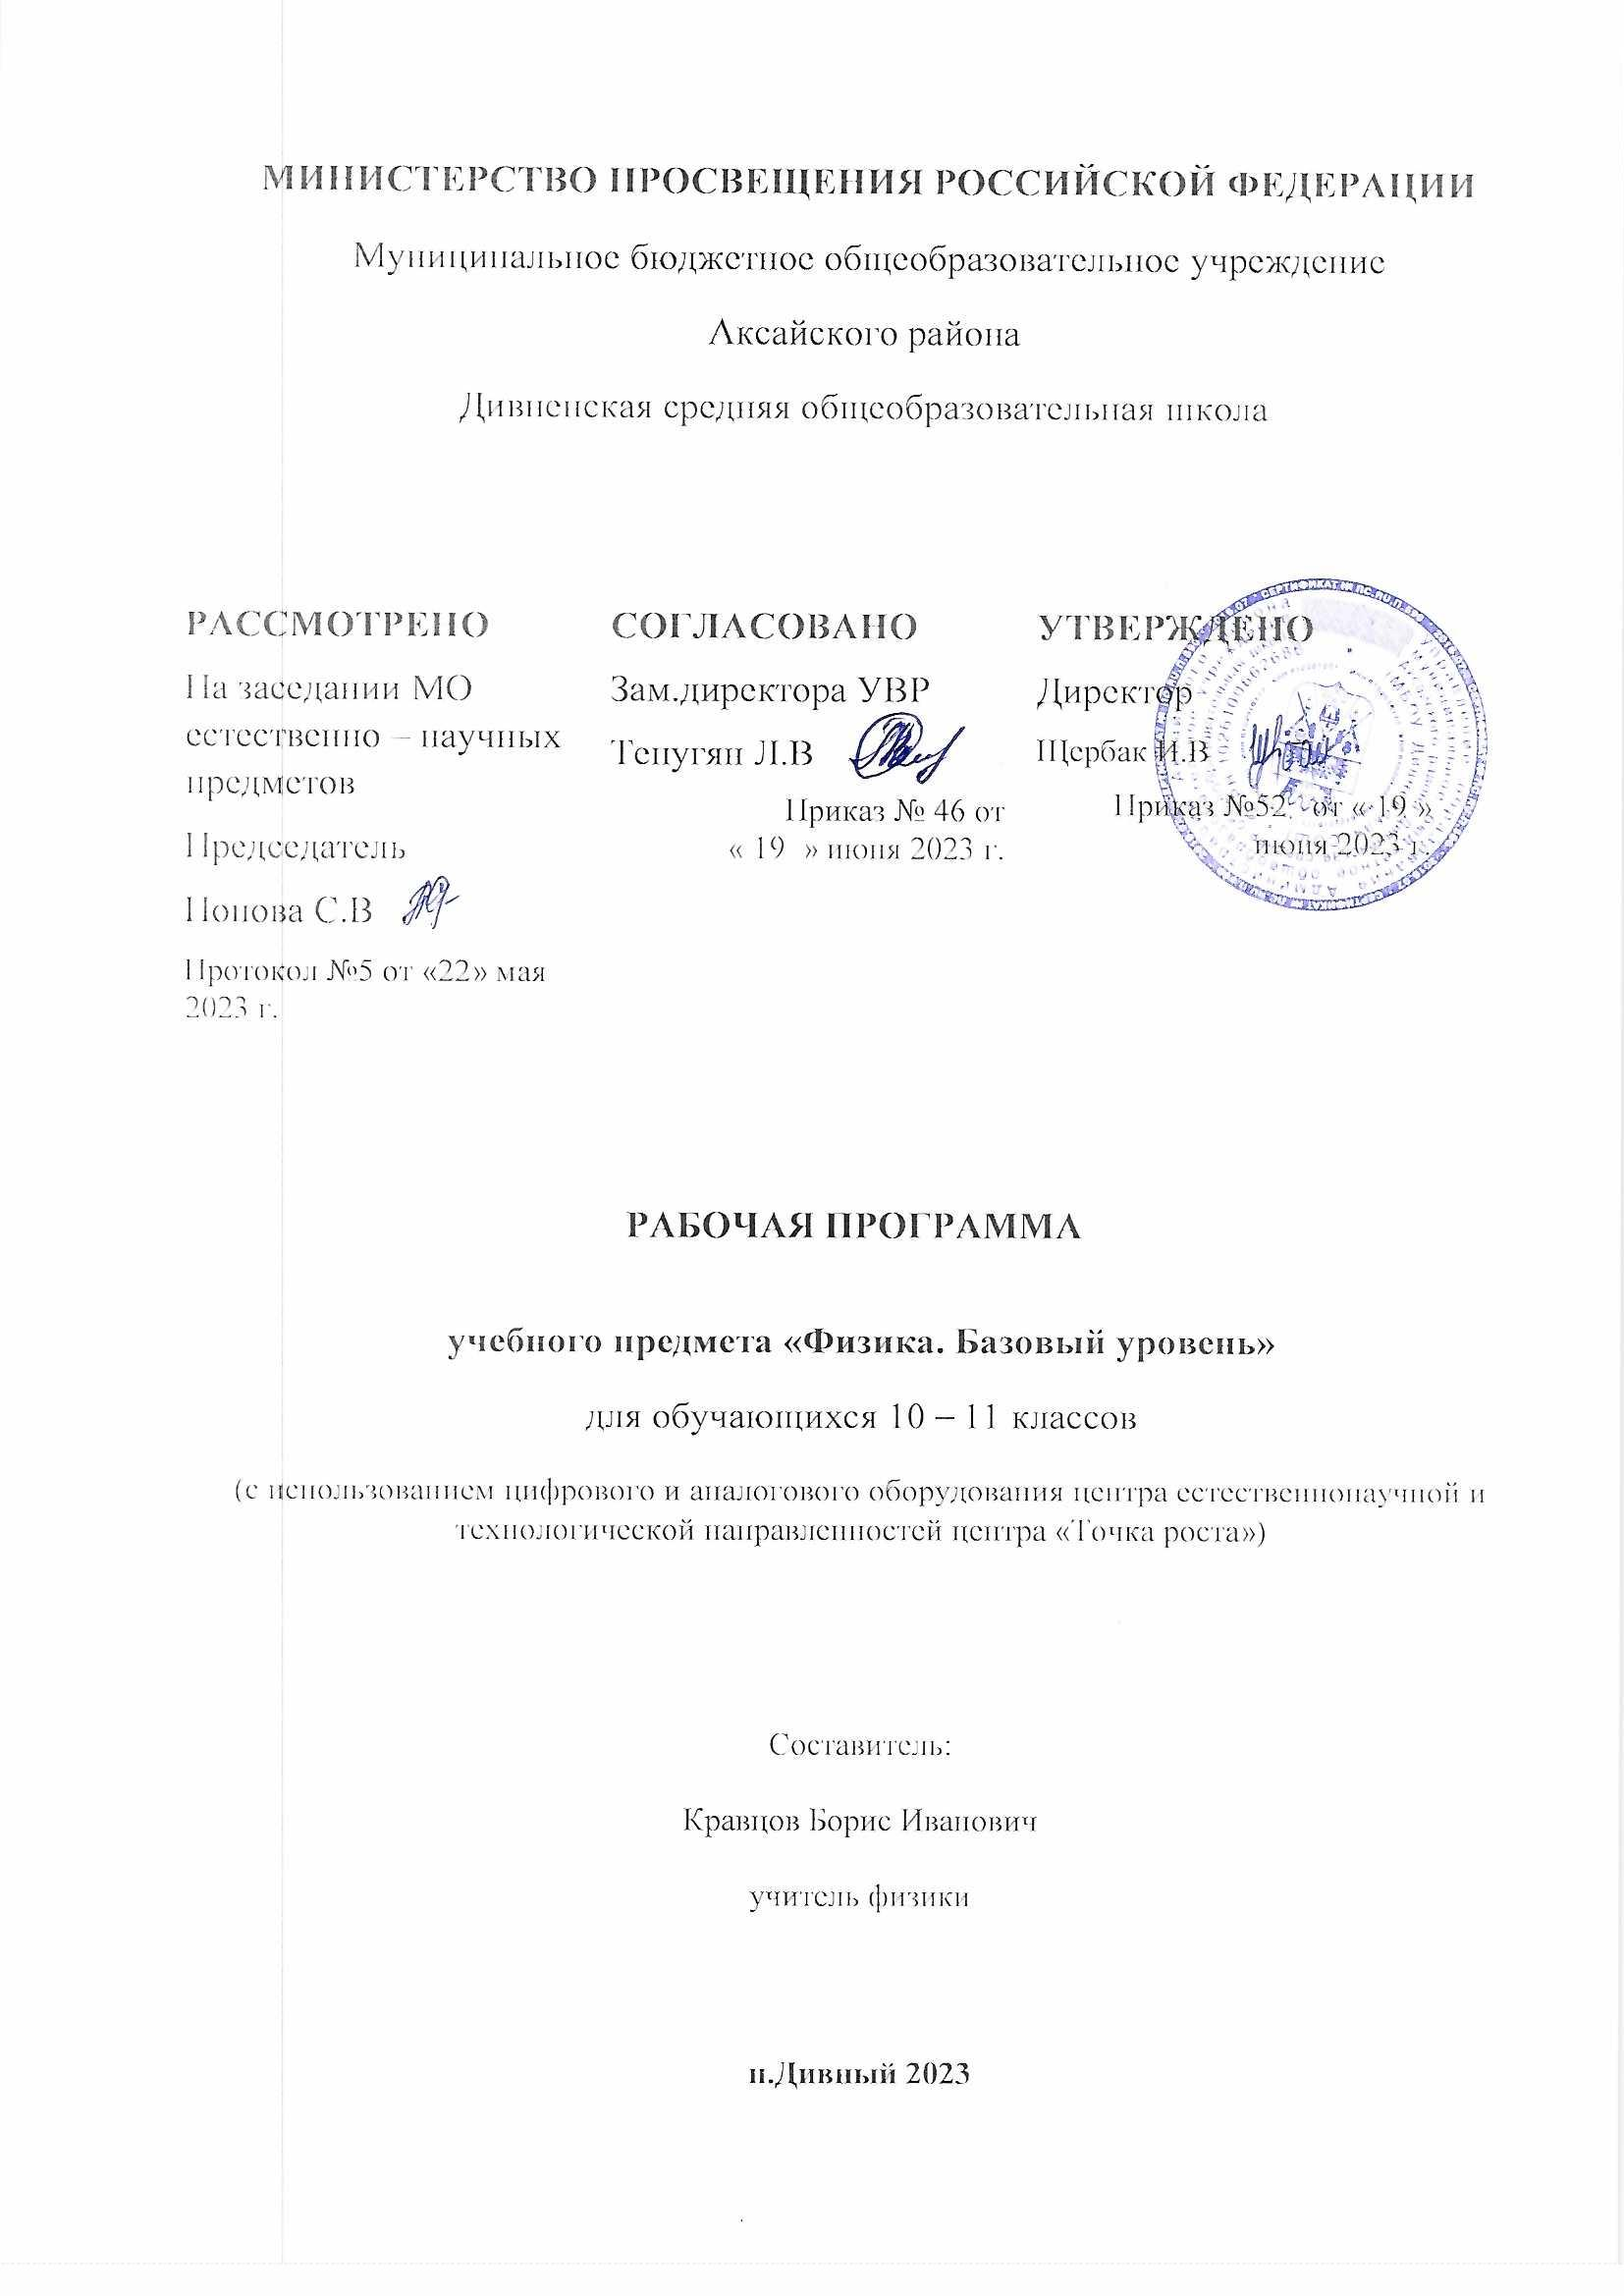 МИНИСТЕРСТВО ПРОСВЕЩЕНИЯ РОССИЙСКОЙ ФЕДЕРАЦИИ
Муниципальное бюджетное общеобразовательное учреждение
Аксайского района
Дивненская средняя общеобразовательная школа
РАССМОТРЕНО
На заседании МО
естественно – научных
предметов
Председатель
Попова С.В
Протокол №5 от «22» мая
2023 г.
СОГЛАСОВАНО
Зам.директора УВР
Тенугян Л.В
Приказ № 46 от
« 19 » июня 2023 г.
УТВЕРЖДЕНО
Директор
Щербак И.В
Приказ №52 от « 19 »
июня 2023 г.
РАБОЧАЯ ПРОГРАММА
учебного предмета «Физика. Базовый уровень»
для обучающихся 10 – 11 классов
(с использованием цифрового и аналогового оборудования центра естественнонаучной и
технологической направленностей центра «Точка роста»)
Составитель:
Кравцов Борис Иванович
учитель физики
п.Дивный 2023